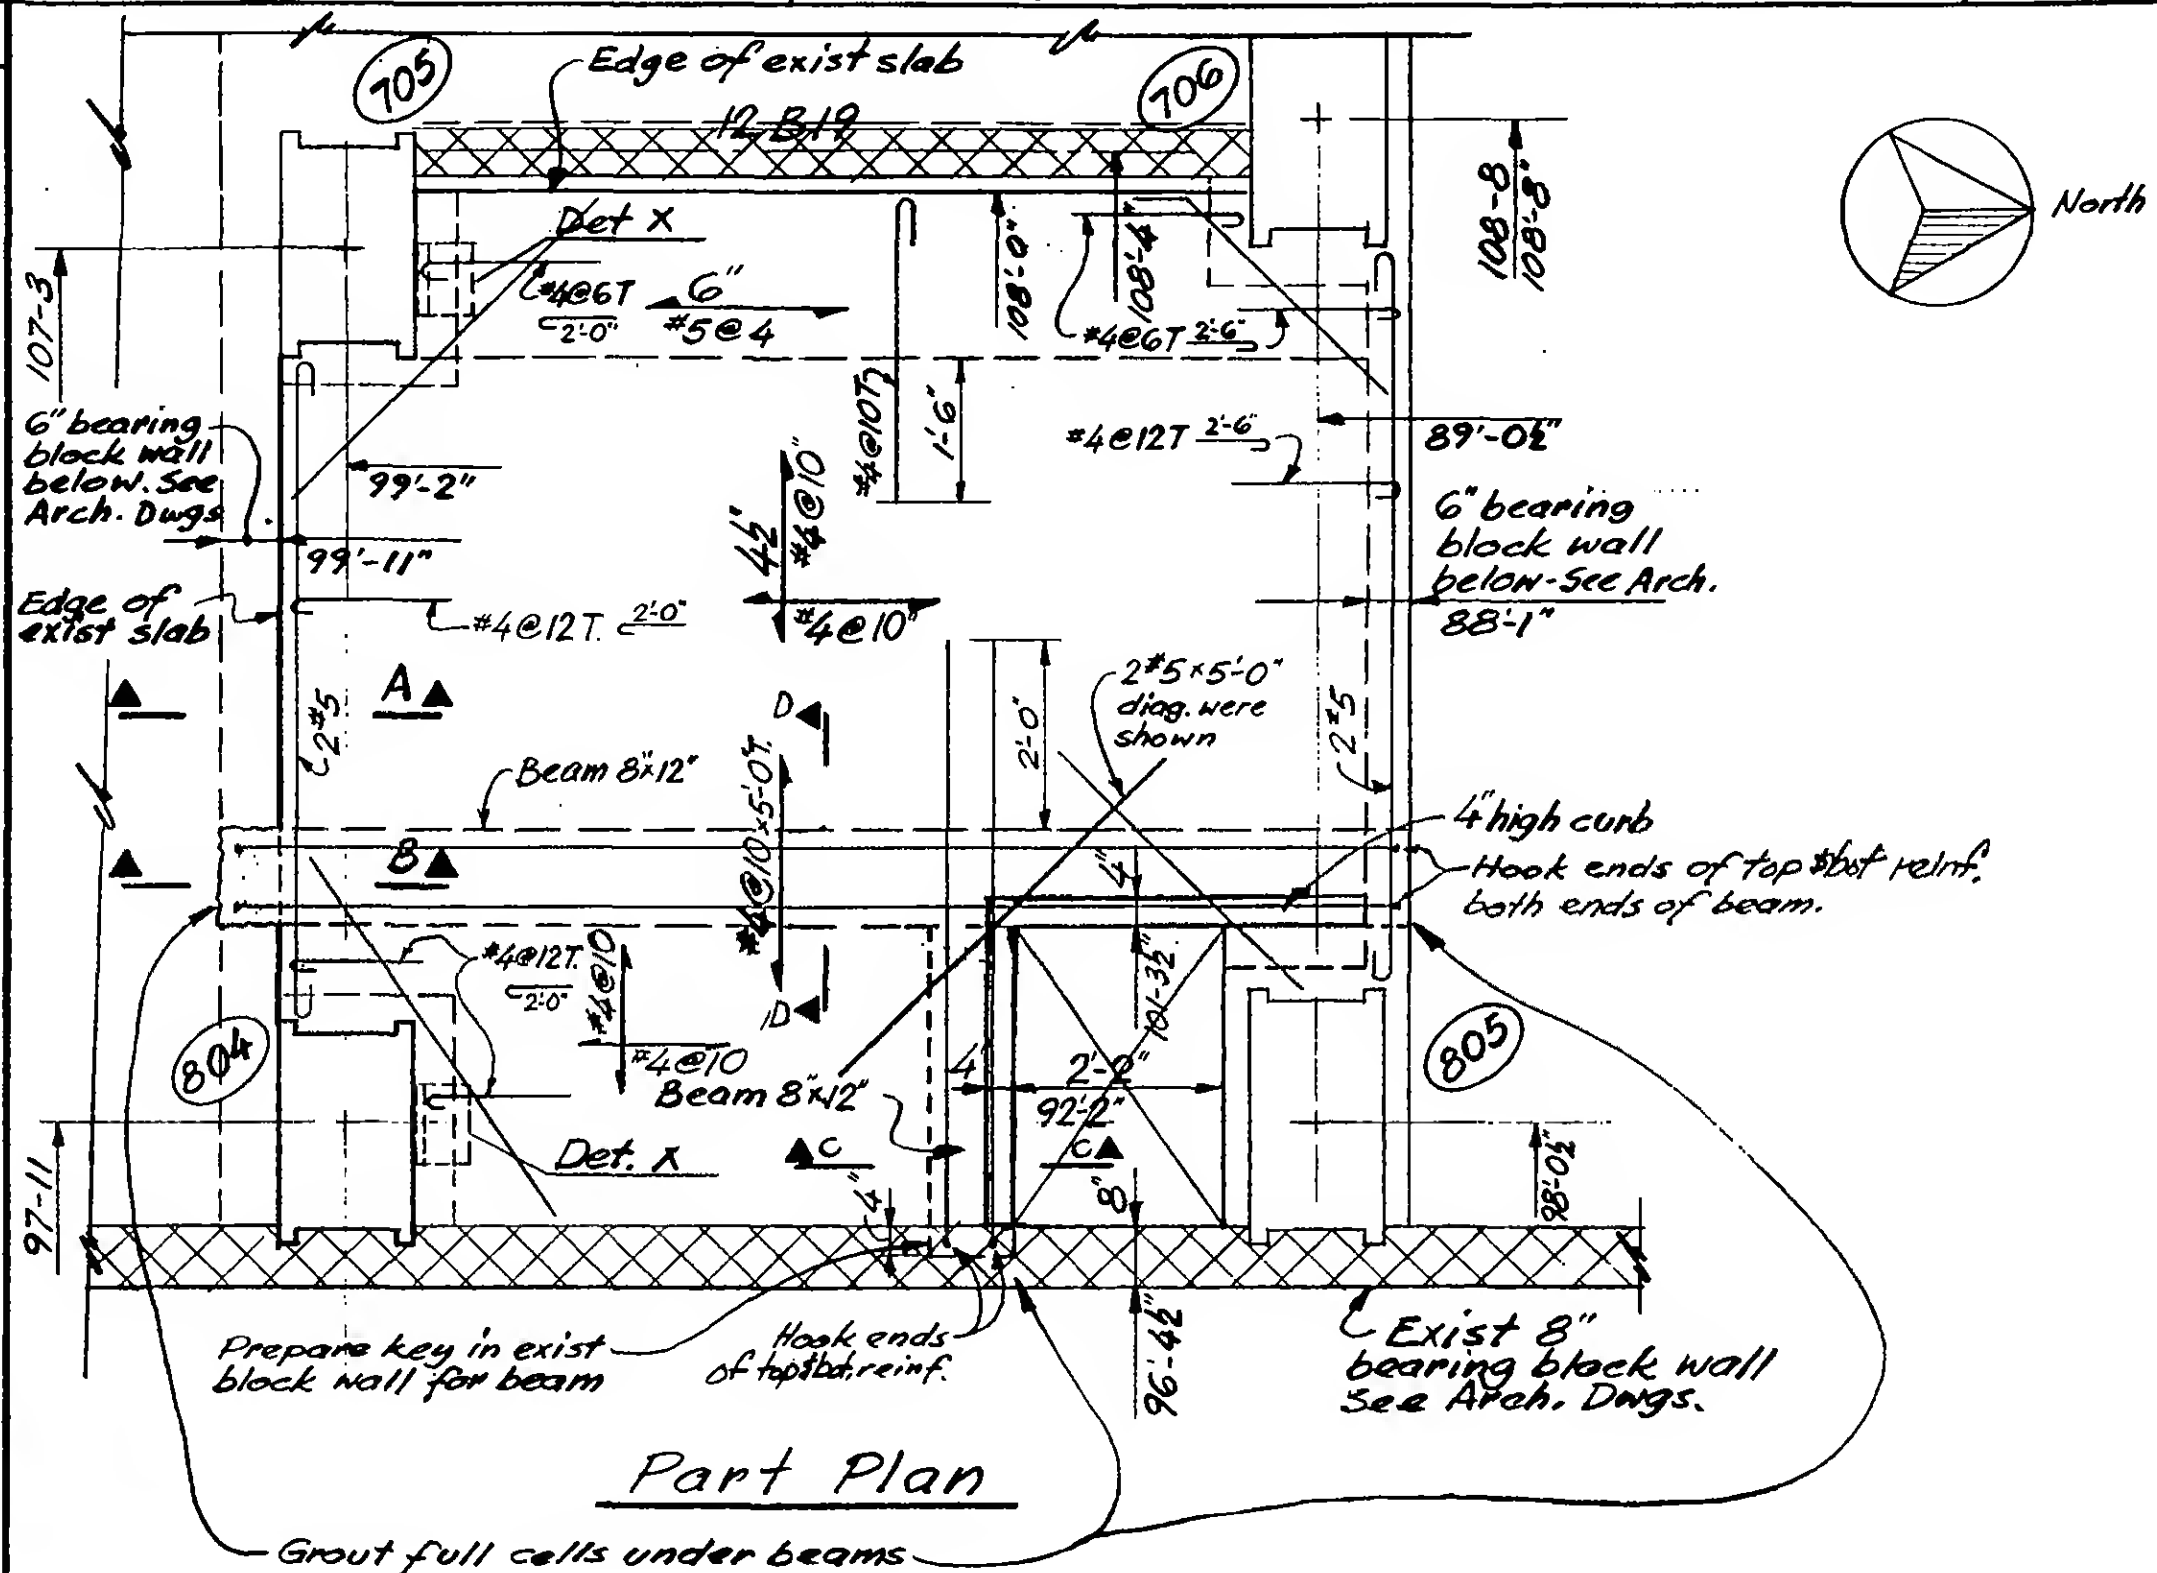 705
Edge of exist slab
706
12 B 19
North
Det X
108-8
108'-8"
108'-0"
108'-4"
107-3
#4@6T
2'-0"
6"
#5@4
#4@6T 2'-6"
#4@10T
1'-6"
#4@12T 2'-6"
89'-0½"
6" bearing
block wall
below. See
Arch. Dwgs
99'-2"
99'-11"
4½"
#4@10"
#4@10"
6" bearing
block wall
below-See Arch.
88'-1"
Edge of
exist slab
#4@12T. 2'-0"
A
2#5
D
2'-0"
2#5×5'-0"
diag. were
shown
2#5
Beam 8"×12"
#4@10×5'-0T.
B
4"
4" high curb
Hook ends of top $ bot reinf.
both ends of beam.
#4@12T.
2'-0"
#4@10
#4@10
D
101-3½"
804
805
4"
2'-2"
92'-2"
Beam 8"×12"
97-11
Det. X
C
C
4"
8"
98'-0½"
96'-4½"
Prepare key in exist
block wall for beam
Hook ends
of top$bot.reinf.
Exist 8"
bearing block wall
See Arch. Dwgs.
Part Plan
Grout full cells under beams